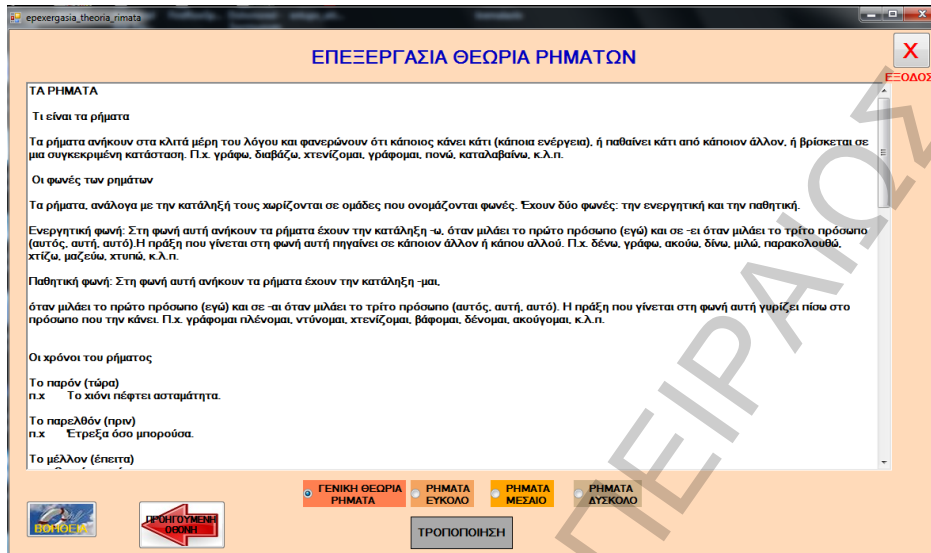 epexergasia_theoria_rimata
ΕΠΕΞΕΡΓΑΣΙΑ ΘΕΩΡΙΑ ΡΗΜΑΤΩΝ
X
ΕΞΟΔΟΣ
ΤΑ ΡΗΜΑΤΑ
Τι είναι τα ρήματα
Τα ρήματα ανήκουν στα κλιτά μέρη του λόγου και φανερώνουν ότι κάποιος κάνει κάτι (κάποια ενέργεια), ή παθαίνει κάτι από κάποιον άλλον, ή βρίσκεται σε
μια συγκεκριμένη κατάσταση. Π.χ. γράφω, διαβάζω, χτενίζομαι, γράφομαι, πονώ, καταλαβαίνω, κ.λ.π.
Οι φωνές των ρημάτων
Τα ρήματα, ανάλογα με την κατάληξή τους χωρίζονται σε ομάδες που ονομάζονται φωνές. Έχουν δύο φωνές: την ενεργητική και την παθητική.
Ενεργητική φωνή: Στη φωνή αυτή ανήκουν τα ρήματα έχουν την κατάληξη -ω, όταν μιλάει το πρώτο πρόσωπο (εγώ) και σε -ει όταν μιλάει το τρίτο πρόσωπο
(αυτός, αυτή, αυτό).Η πράξη που γίνεται στη φωνή αυτή πηγαίνει σε κάποιον άλλον ή κάπου αλλού. Π.χ. δένω, γράφω, ακούω, δίνω, μιλώ, παρακολουθώ,
χτίζω, μαζεύω, χτυπώ, κ.λ.π.
Παθητική φωνή: Στη φωνή αυτή ανήκουν τα ρήματα έχουν την κατάληξη -μαι,
όταν μιλάει το πρώτο πρόσωπο (εγώ) και σε -αι όταν μιλάει το τρίτο πρόσωπο (αυτός, αυτή, αυτό). Η πράξη που γίνεται στη φωνή αυτή γυρίζει πίσω στο
πρόσωπο που την κάνει. Π.χ. γράφομαι πλένομαι, ντύνομαι, χτενίζομαι, βάφομαι, δένομαι, ακούγομαι, κ.λ.π.
Οι χρόνοι του ρήματος
Το παρόν (τώρα)
π.χ Το χιόνι πέφτει ασταμάτητα.
Το παρελθόν (πριν)
π.χ Έτρεξα όσο μπορούσα.
Το μέλλον (έπειτα)
ΓΕΝΙΚΗ ΘΕΩΡΙΑ
ΡΗΜΑΤΑ
ΡΗΜΑΤΑ
ΕΥΚΟΛΟ
ΡΗΜΑΤΑ
ΜΕΣΑΙΟ
ΡΗΜΑΤΑ
ΔΥΣΚΟΛΟ
ΒΟΗΘΕΙΑ
ΠΡΟΗΓΟΥΜΕΝΗ
ΟΘΟΝΗ
ΤΡΟΠΟΠΟΙΗΣΗ
ΠΕΙΡΑΙΩΣ